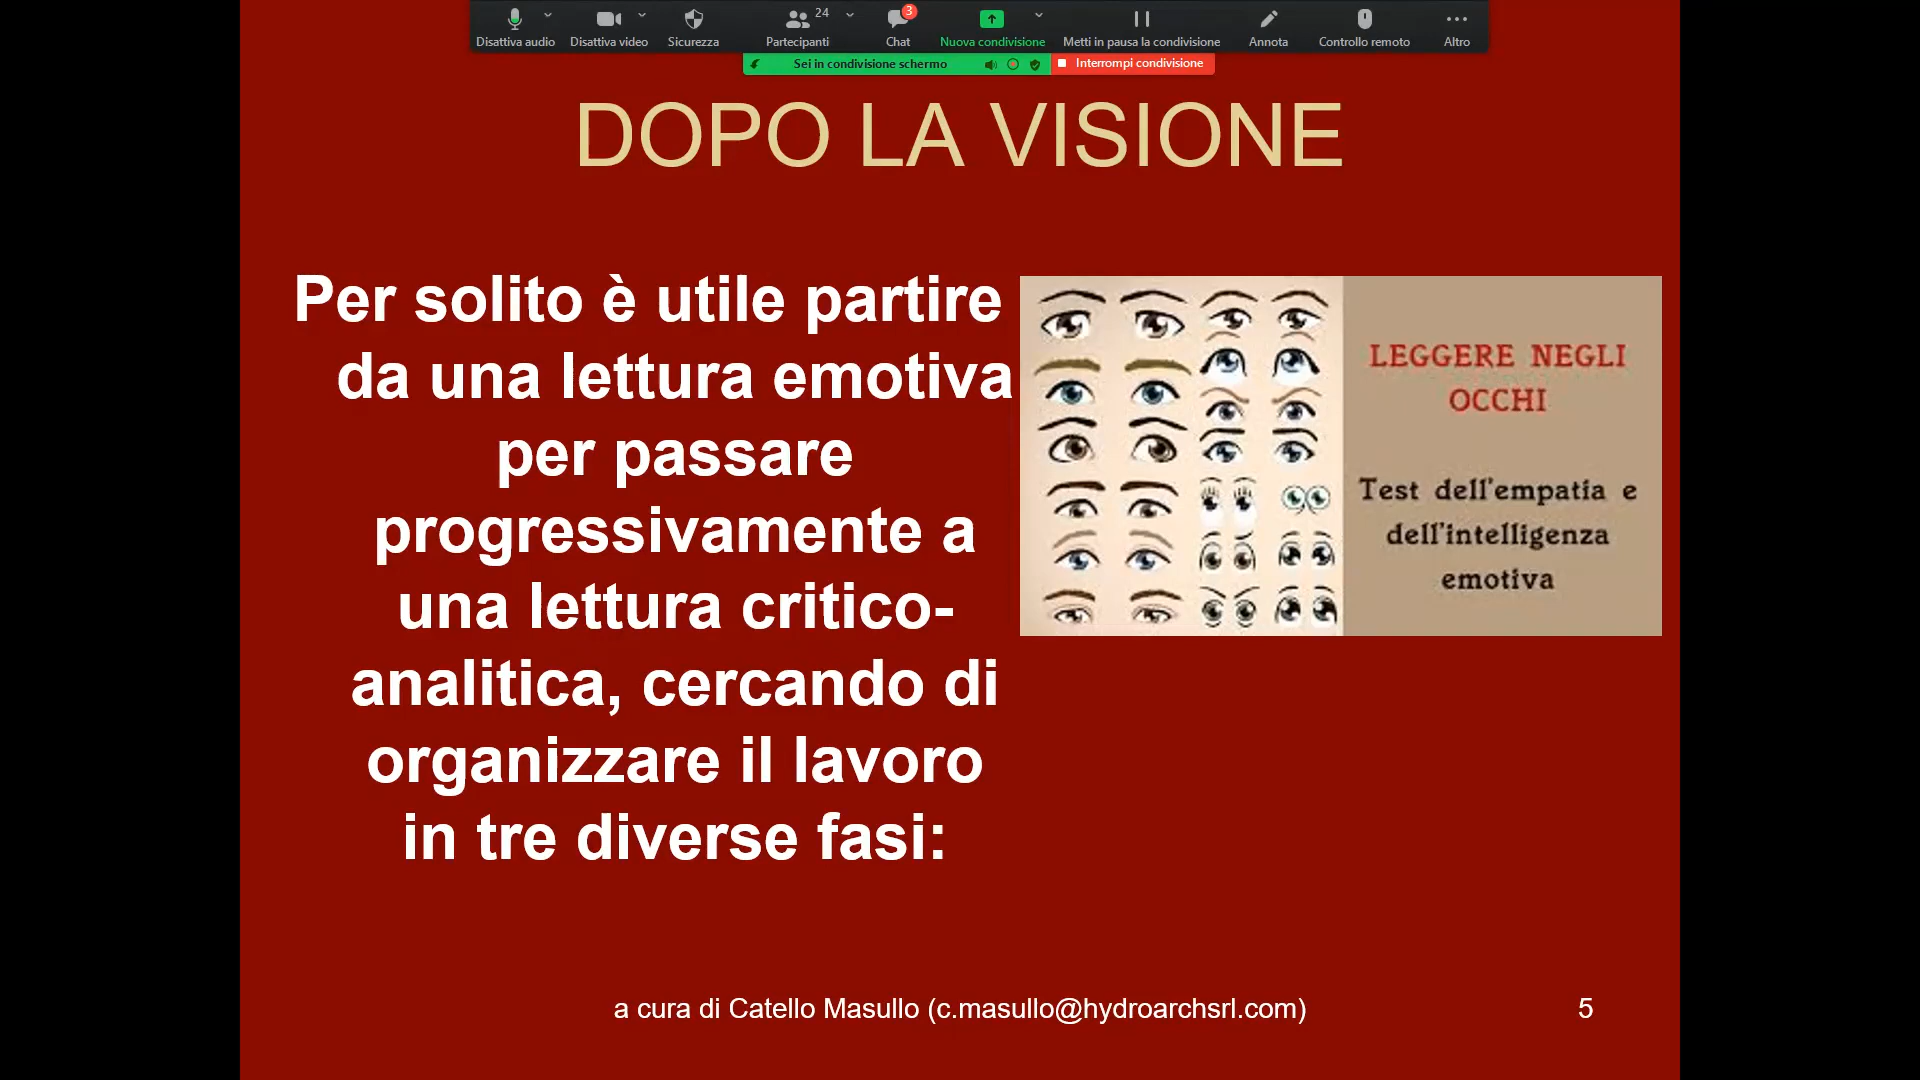 Disattiva audio
Disattiva video
Sicurezza
24
Partecipanti
3
Chat
Nuova condivisione
Metti in pausa la condivisione
Annota
Controllo remoto
Altro
Sei in condivisione schermo
Interrompi condivisione
DOPO LA VISIONE
Per solito è utile partire
da una lettura emotiva
per passare
progressivamente a
una lettura critico-
analitica, cercando di
organizzare il lavoro
in tre diverse fasi:
LEGGERE NEGLI
OCCHI
Test dell'empatia e
dell'intelligenza
emotiva
a cura di Catello Masullo (c.masullo@hydroarchsrl.com)
5